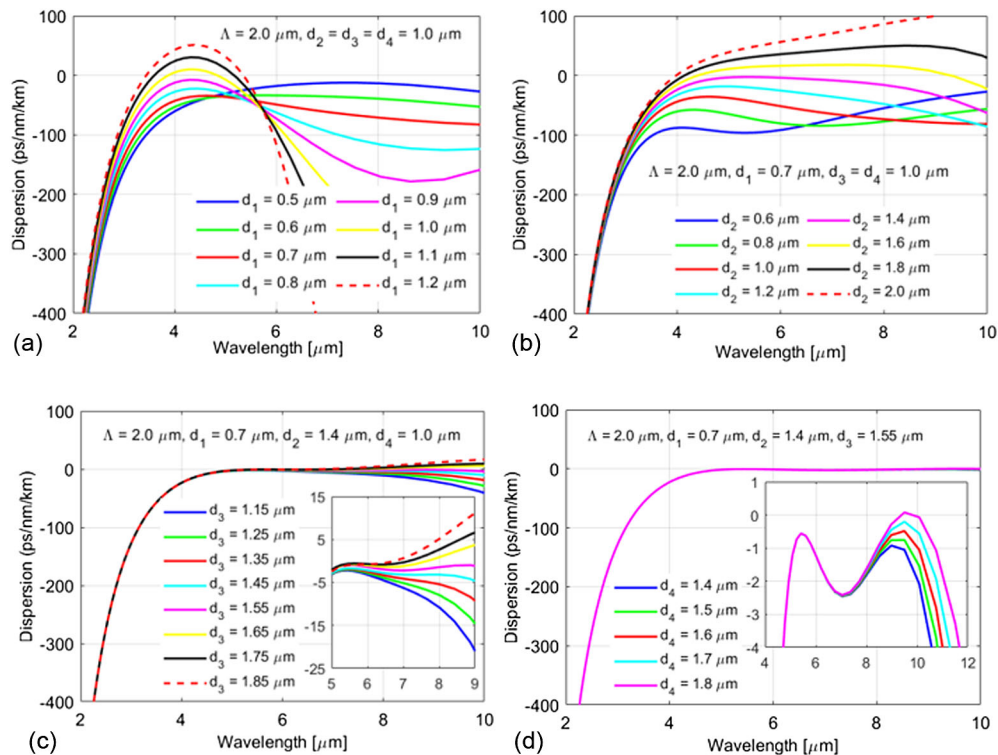 100
50
0
-100
-200
-300
-400
2
4
6
8
10
Dispersion (ps/nm/km)
Wavelength [μm]
Λ = 2.0 μm, d2 = d3 = d4 = 1.0 μm
d1 = 0.5 μm
d1 = 0.6 μm
d1 = 0.7 μm
d1 = 0.8 μm
d1 = 0.9 μm
d1 = 1.0 μm
d1 = 1.1 μm
d1 = 1.2 μm
(a)
100
0
-100
-200
-300
-400
2
4
6
8
10
Dispersion (ps/nm/km)
Wavelength [μm]
Λ = 2.0 μm, d1 = 0.7 μm, d3 = d4 = 1.0 μm
d2 = 0.6 μm
d2 = 0.8 μm
d2 = 1.0 μm
d2 = 1.2 μm
d2 = 1.4 μm
d2 = 1.6 μm
d2 = 1.8 μm
d2 = 2.0 μm
(b)
100
0
-100
-200
-300
-400
2
4
6
8
10
Dispersion (ps/nm/km)
Wavelength [μm]
Λ = 2.0 μm, d1 = 0.7 μm, d2 = 1.4 μm, d4 = 1.0 μm
d3 = 1.15 μm
d3 = 1.25 μm
d3 = 1.35 μm
d3 = 1.45 μm
d3 = 1.55 μm
d3 = 1.65 μm
d3 = 1.75 μm
d3 = 1.85 μm
15
5
-5
-15
-25
5
6
7
8
9
(c)
100
0
-100
-200
-300
-400
2
4
6
8
10
Dispersion (ps/nm/km)
Wavelength [μm]
Λ = 2.0 μm, d1 = 0.7 μm, d2 = 1.4 μm, d3 = 1.55 μm
d4 = 1.4 μm
d4 = 1.5 μm
d4 = 1.6 μm
d4 = 1.7 μm
d4 = 1.8 μm
0
-1
-2
-3
-4
4
6
8
10
12
(d)